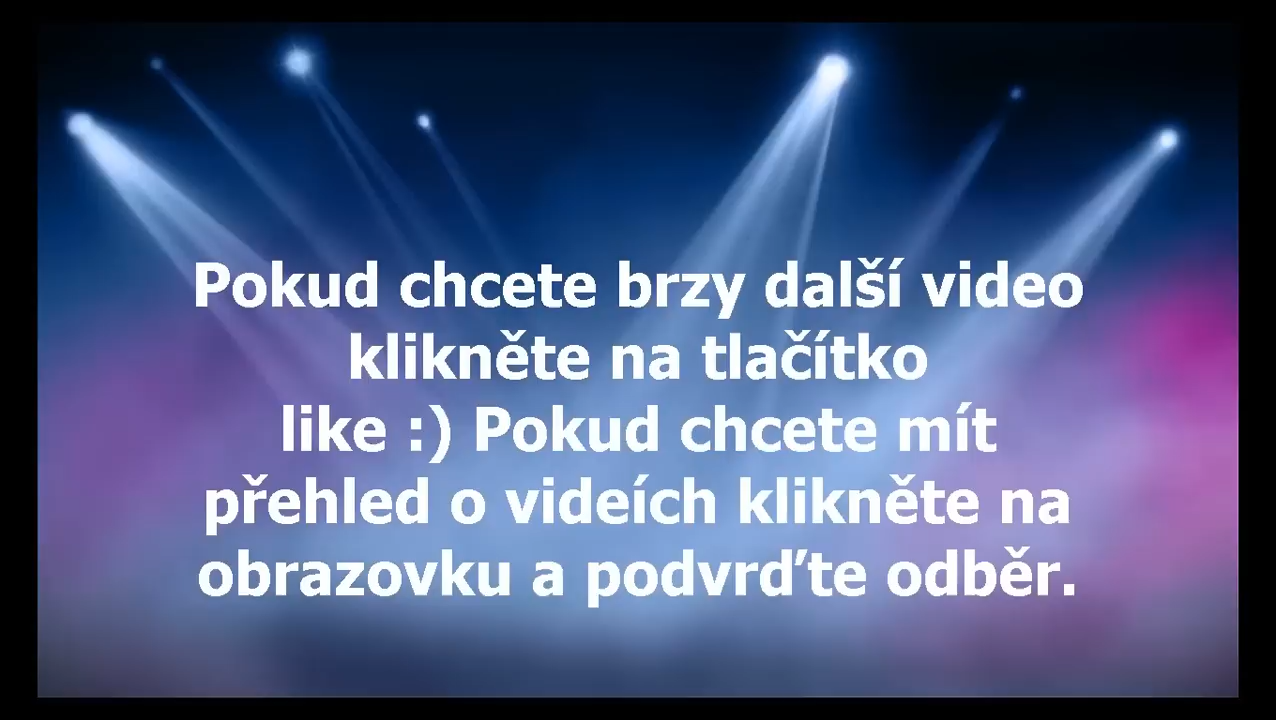 Pokud chcete brzy další video
klikněte na tlačítko
like :) Pokud chcete mít
přehled o videích klikněte na
obrazovku a podvrďte odběr.